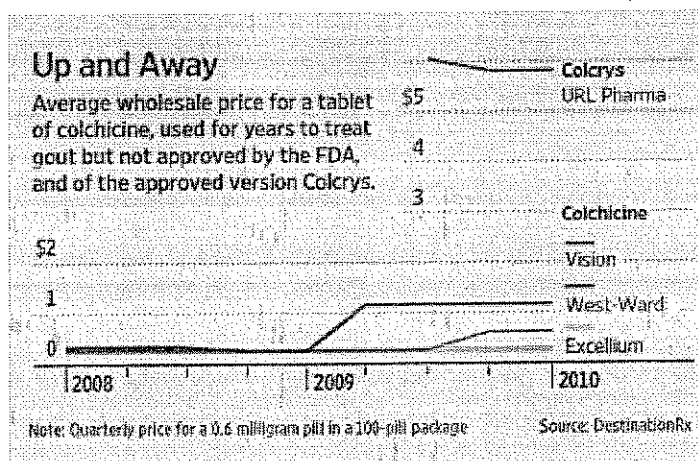 Up and Away
Average wholesale price for a tablet
of colchicine, used for years to treat
gout but not approved by the FDA,
and of the approved version Colcrys.
$5
4
3
$2
1
0
Colcrys
URL Pharma
Colchicine
Vision
West-Ward
Excellium
2008
2009
2010
Note: Quarterly price for a 0.6 milligram pill in a 100-pill package
Source: DestinationRx